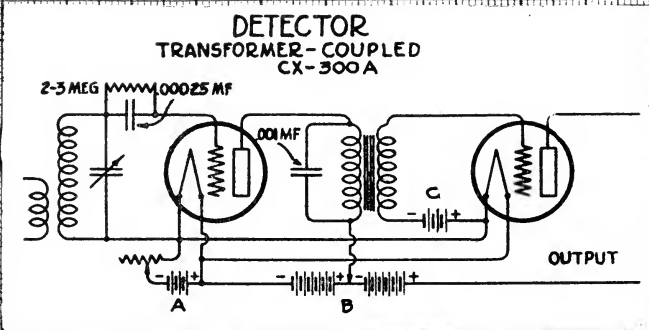 DETECTOR
TRANSFORMER-COUPLED
CX-300A
2-3 MEG
.00025 MF
.001 MF
C
- +
OUTPUT
- +
- + - +
A
B